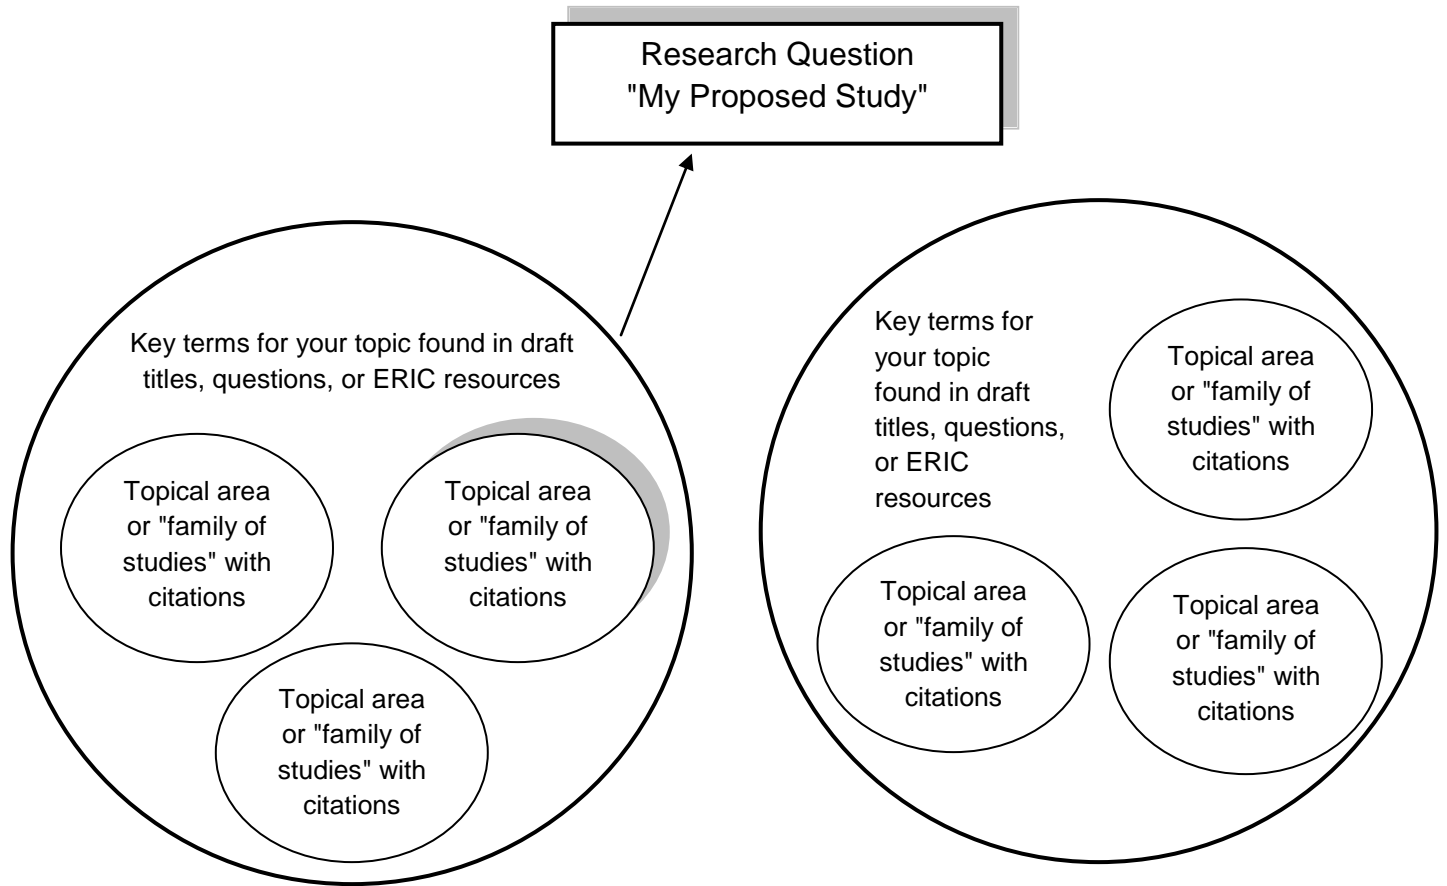 Research Question
"My Proposed Study"
Key terms for your topic found in draft
titles, questions, or ERIC resources
Topical area
or "family of
studies" with
citations
Topical area
or "family of
studies" with
citations
Topical area
or "family of
studies" with
citations
Key terms for
your topic
found in draft
titles, questions,
or ERIC
resources
Topical area
or "family of
studies" with
citations
Topical area
or "family of
studies" with
citations
Topical area
or "family of
studies" with
citations